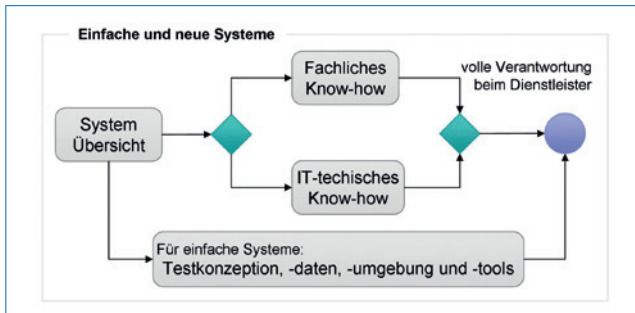 Einfache und neue Systeme
Fachliches
Know-how
volle Verantwortung
beim Dienstleister
System
Übersicht
IT-techisches
Know-how
Für einfache Systeme:
Testkonzeption, -daten, -umgebung und -tools